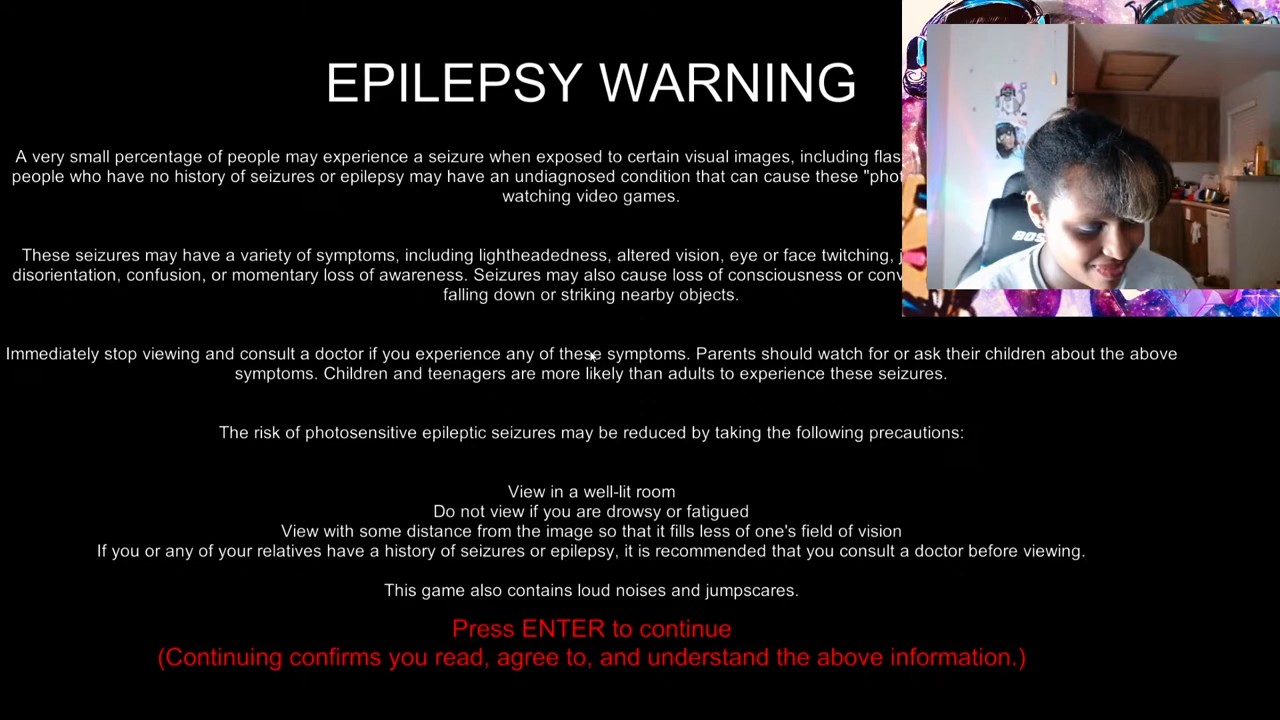 EPILEPSY WARNING
A very small percentage of people may experience a seizure when exposed to certain visual images, including
people who have no history of seizures or epilepsy may have an undiagnosed condition that can cause these
watching video games.
These seizures may have a variety of symptoms, including lightheadedness, altered vision, eye or face twitching,
disorientation, confusion, or momentary loss of awareness. Seizures may also cause loss of consciousness or
falling down or striking nearby objects.
Immediately stop viewing and consult a doctor if you experience any of these symptoms. Parents should watch for or ask their children about the above
symptoms. Children and teenagers are more likely than adults to experience these seizures.
The risk of photosensitive epileptic seizures may be reduced by taking the following precautions:
View in a well-lit room
Do not view if you are drowsy or fatigued
View with some distance from the image so that it fills less of one's field of vision
If you or any of your relatives have a history of seizures or epilepsy, it is recommended that you consult a doctor before viewing.
This game also contains loud noises and jumpscares.
Press ENTER to continue
(Continuing confirms you read, agree to, and understand the above information.)